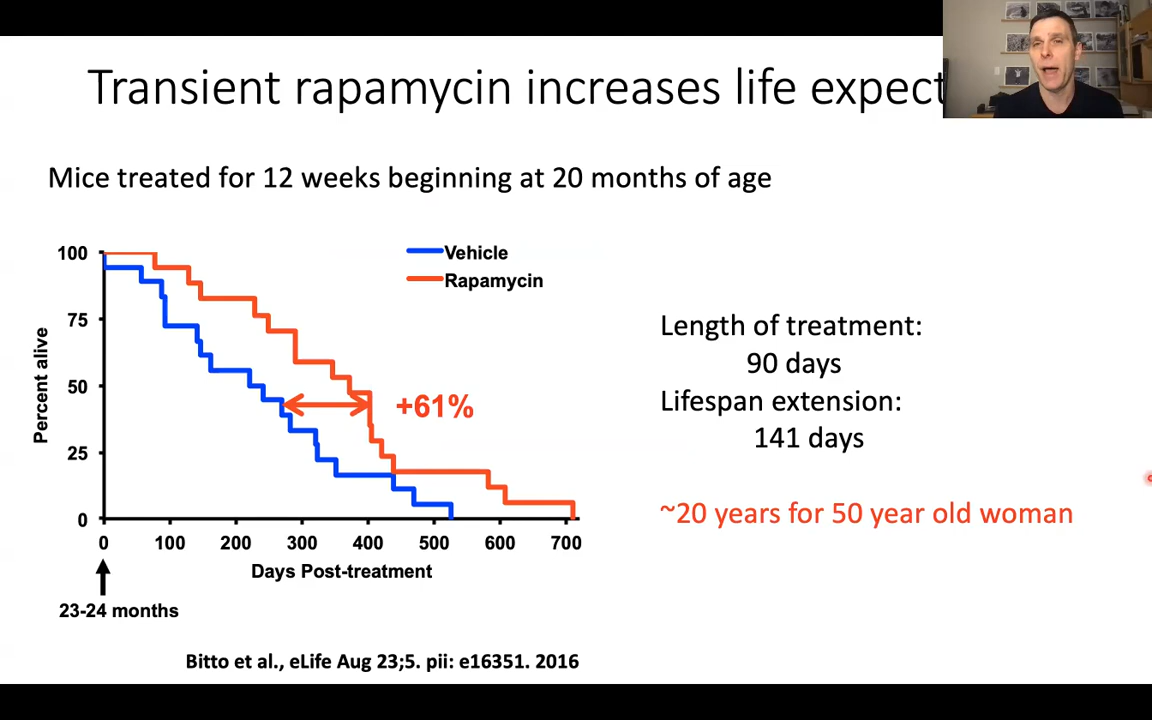 Transient rapamycin increases life expect
Mice treated for 12 weeks beginning at 20 months of age
Vehicle
Rapamycin
Percent alive
100
75
50
25
0
+61%
0 100 200 300 400 500 600 700
Days Post-treatment
23-24 months
Length of treatment:
90 days
Lifespan extension:
141 days
~20 years for 50 year old woman
Bitto et al., eLife Aug 23;5. pii: e16351. 2016